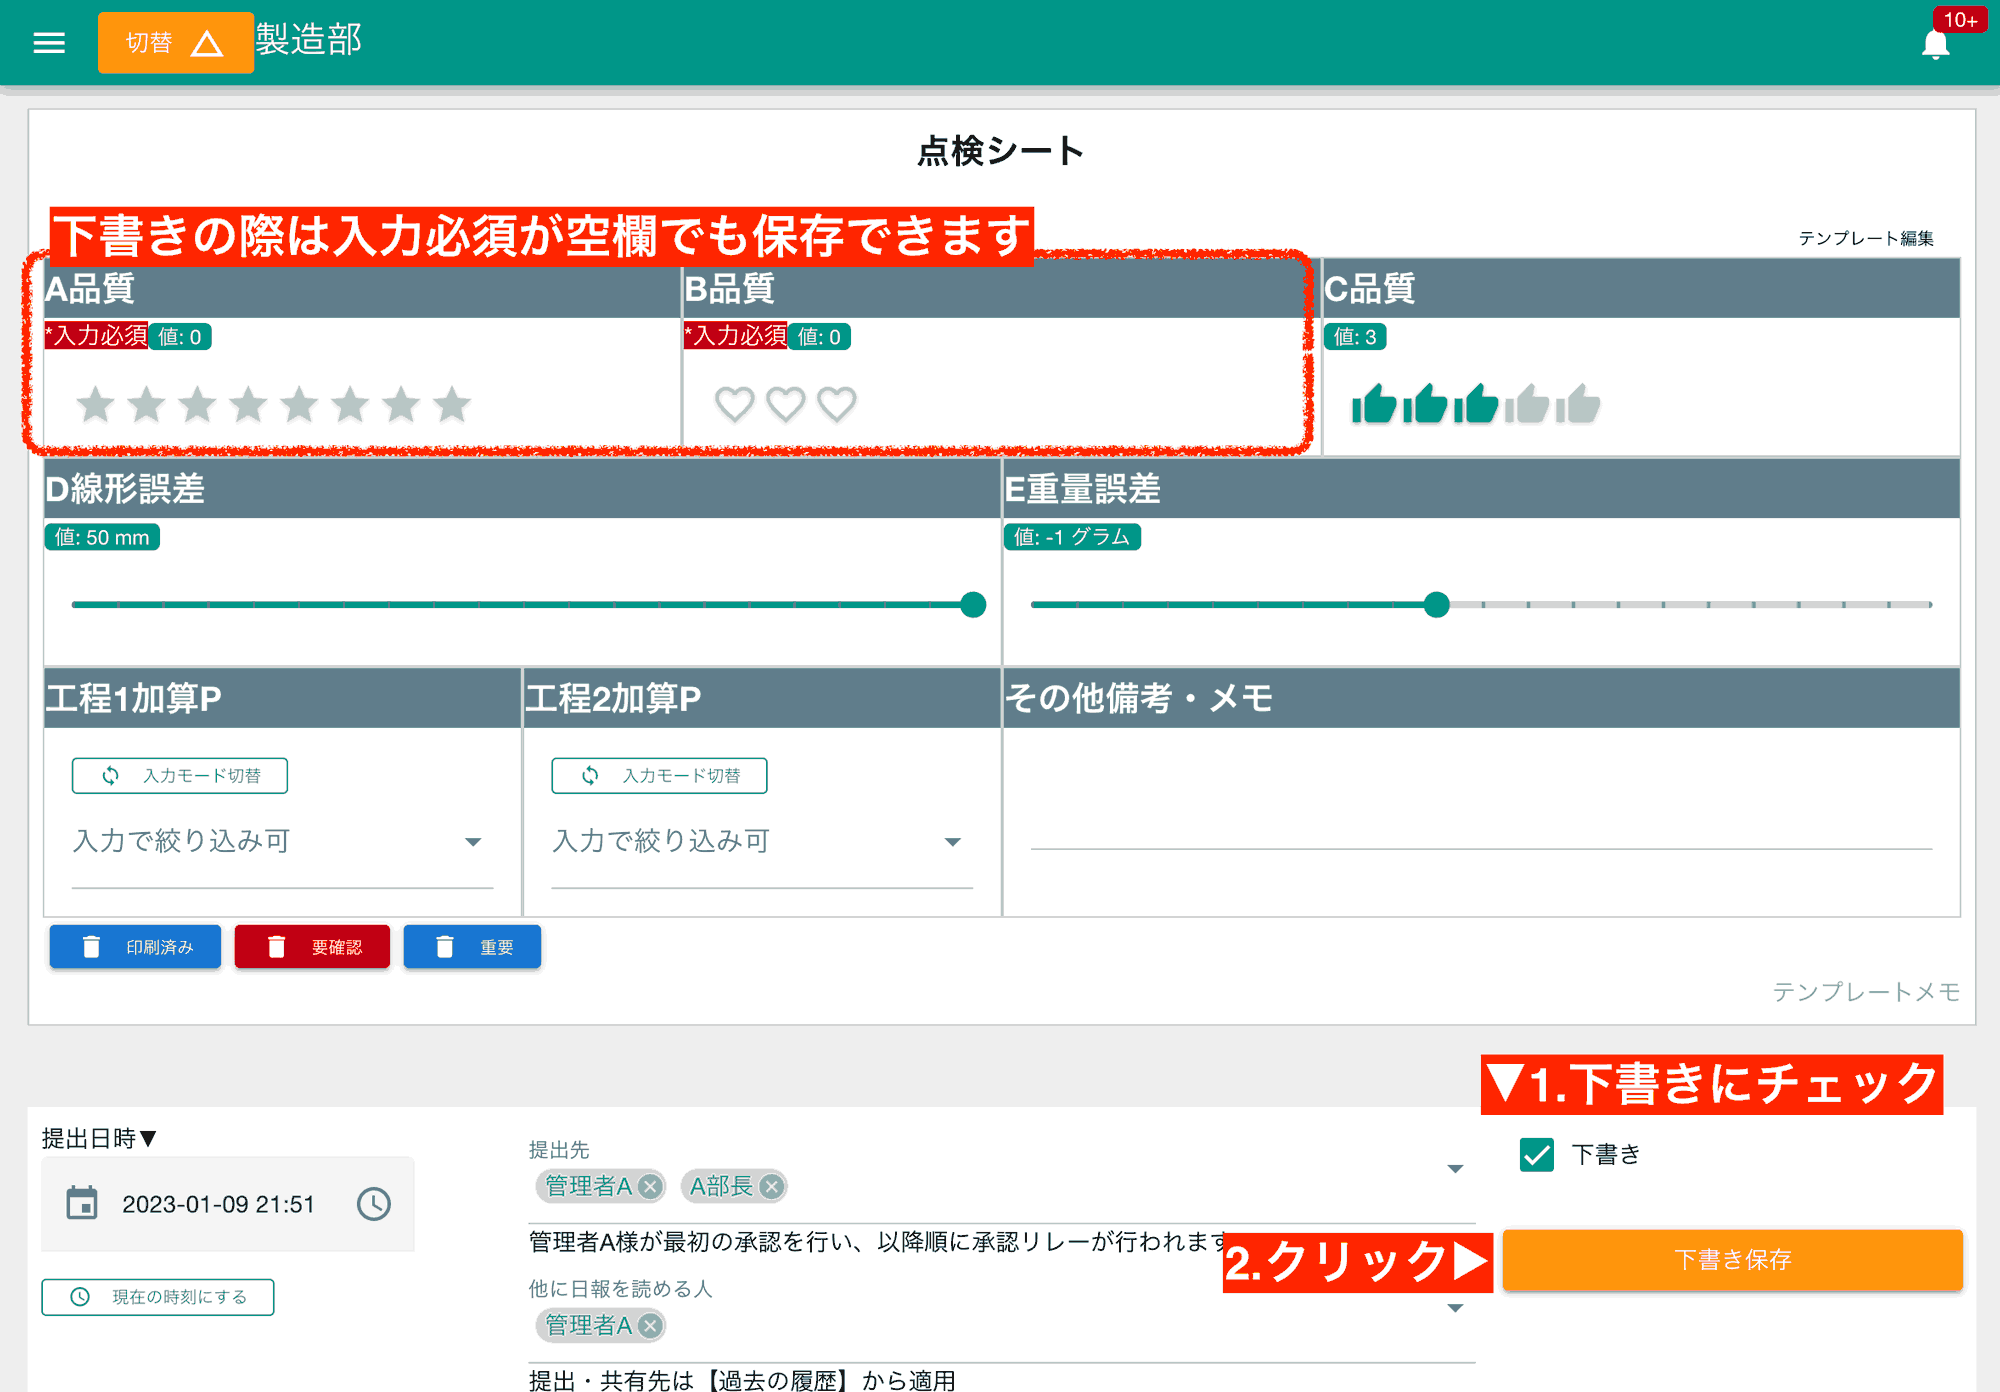 切替 製造部 10+
点検シート
下書きの際は入力必須が空欄でも保存できます
テンプレート編集
A品質 B品質 C品質
*入力必須 値: 0 *入力必須 値: 0 値: 3
D線形誤差 E重量誤差
値: 50 mm 値: -1 グラム
工程1加算P 工程2加算P その他備考・メモ
入力モード切替 入力モード切替
入力で絞り込み可 入力で絞り込み可
印刷済み 要確認 重要
テンプレートメモ
▼1.下書きにチェック
提出日時▼
2023-01-09 21:51
現在の時刻にする
提出先
管理者A A部長
管理者A様が最初の承認を行い、以降順に承認リレーが行われます
他に日報を読める人
管理者A
提出・共有先は【過去の履歴】から適用
下書き
2.クリック▶
下書き保存